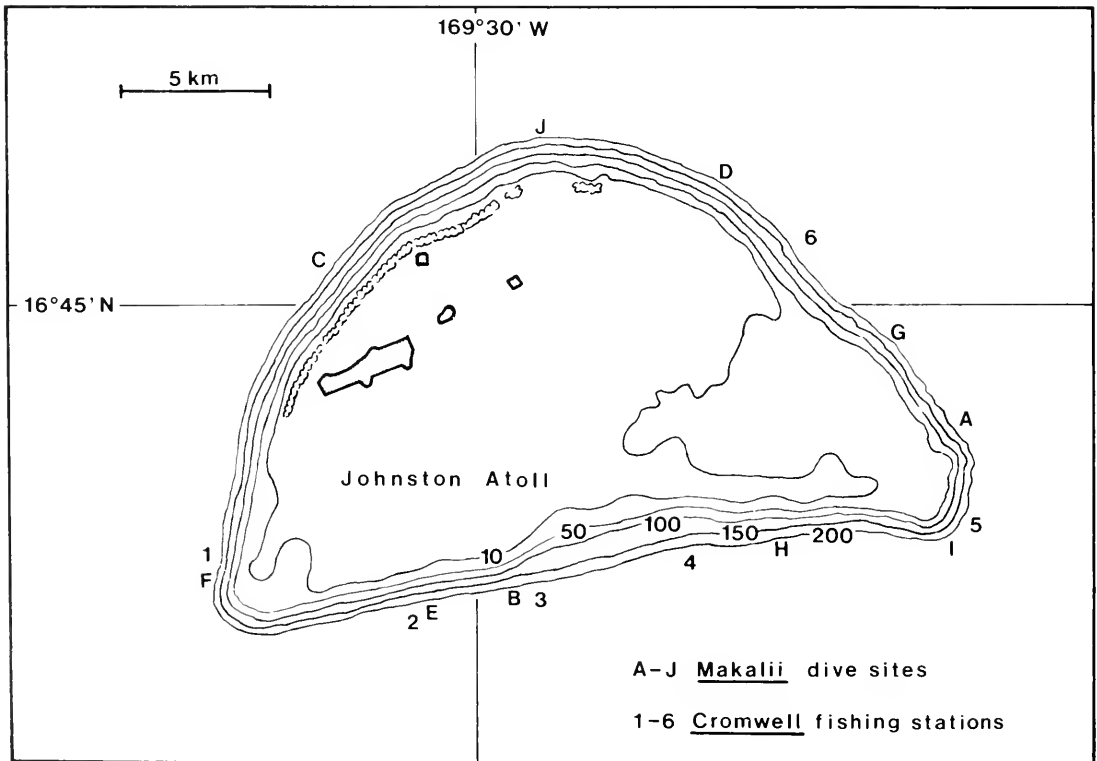 169°30' W
5 km
J
D
6
C
16°45' N
G
A
Johnston Atoll
10
50
100
150
200
5
1
H
I
4
F
B
3
2
E
A-J Makalii dive sites
1-6 Cromwell fishing stations